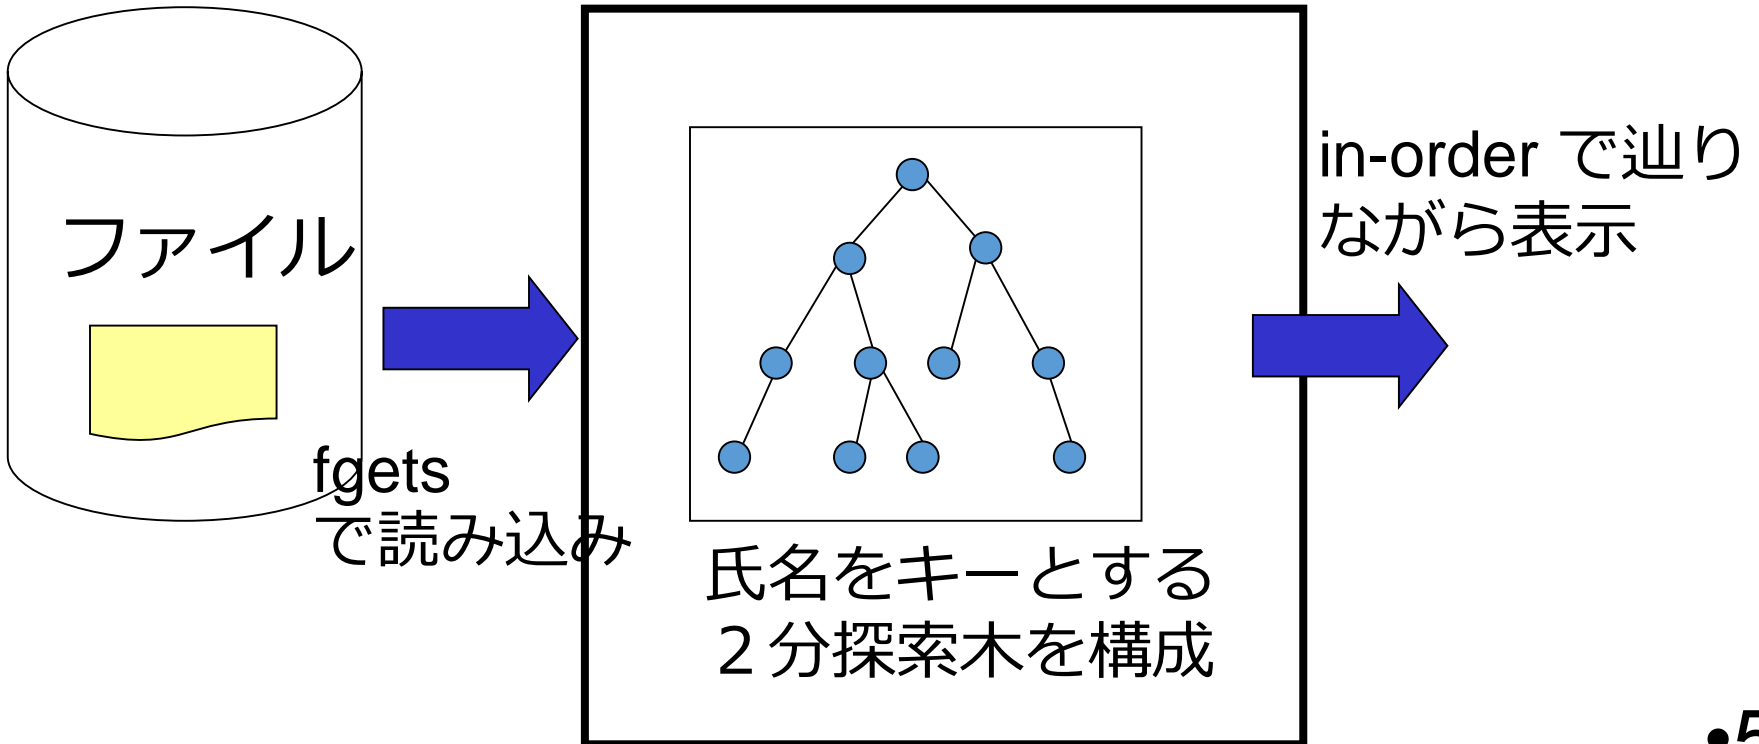 ファイル
fgets
で読み込み
氏名をキーとする
２分探索木を構成
in-order で辿り
ながら表示
•5